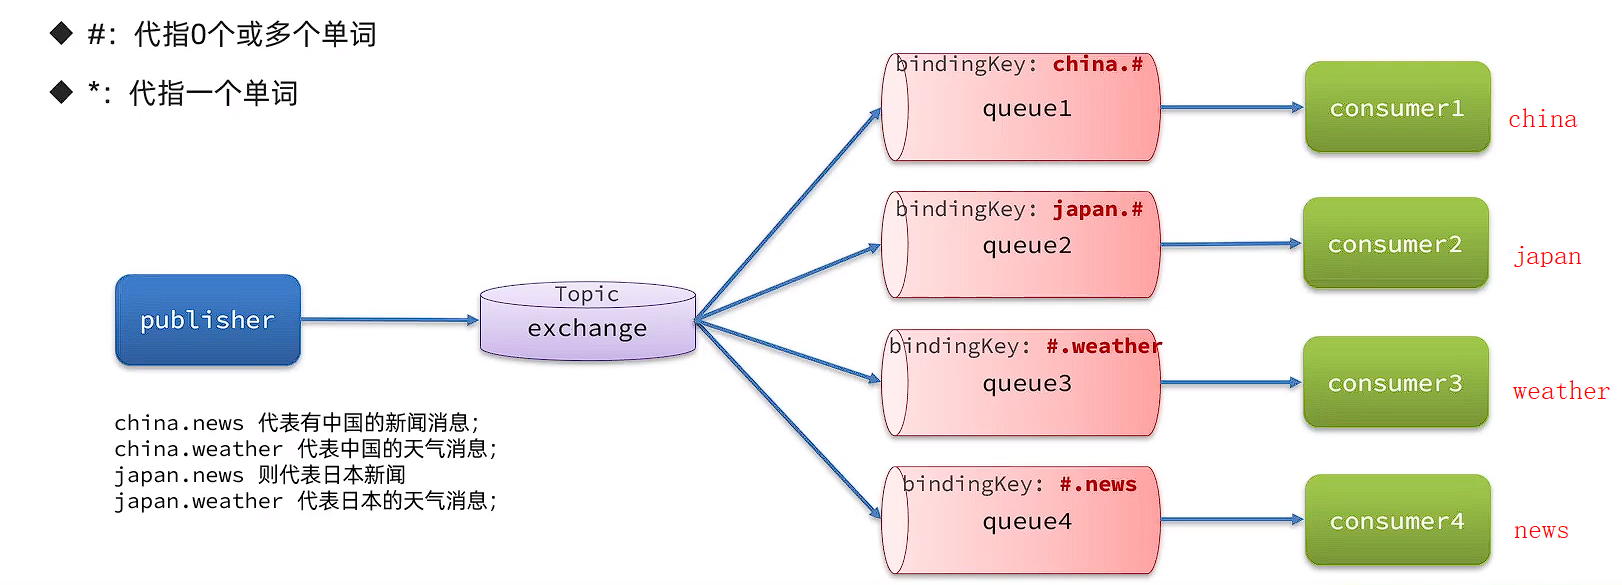 ◆ #：代指0个或多个单词
◆ *：代指一个单词
publisher
Topic
exchange
bindingKey: china.#
queue1
consumer1
china
bindingKey: japan.#
queue2
consumer2
japan
bindingKey: #.weather
queue3
consumer3
weather
bindingKey: #.news
queue4
consumer4
news
china.news 代表有中国的新闻消息；
china.weather 代表中国的天气消息；
japan.news 则代表日本新闻
japan.weather 代表日本的天气消息；